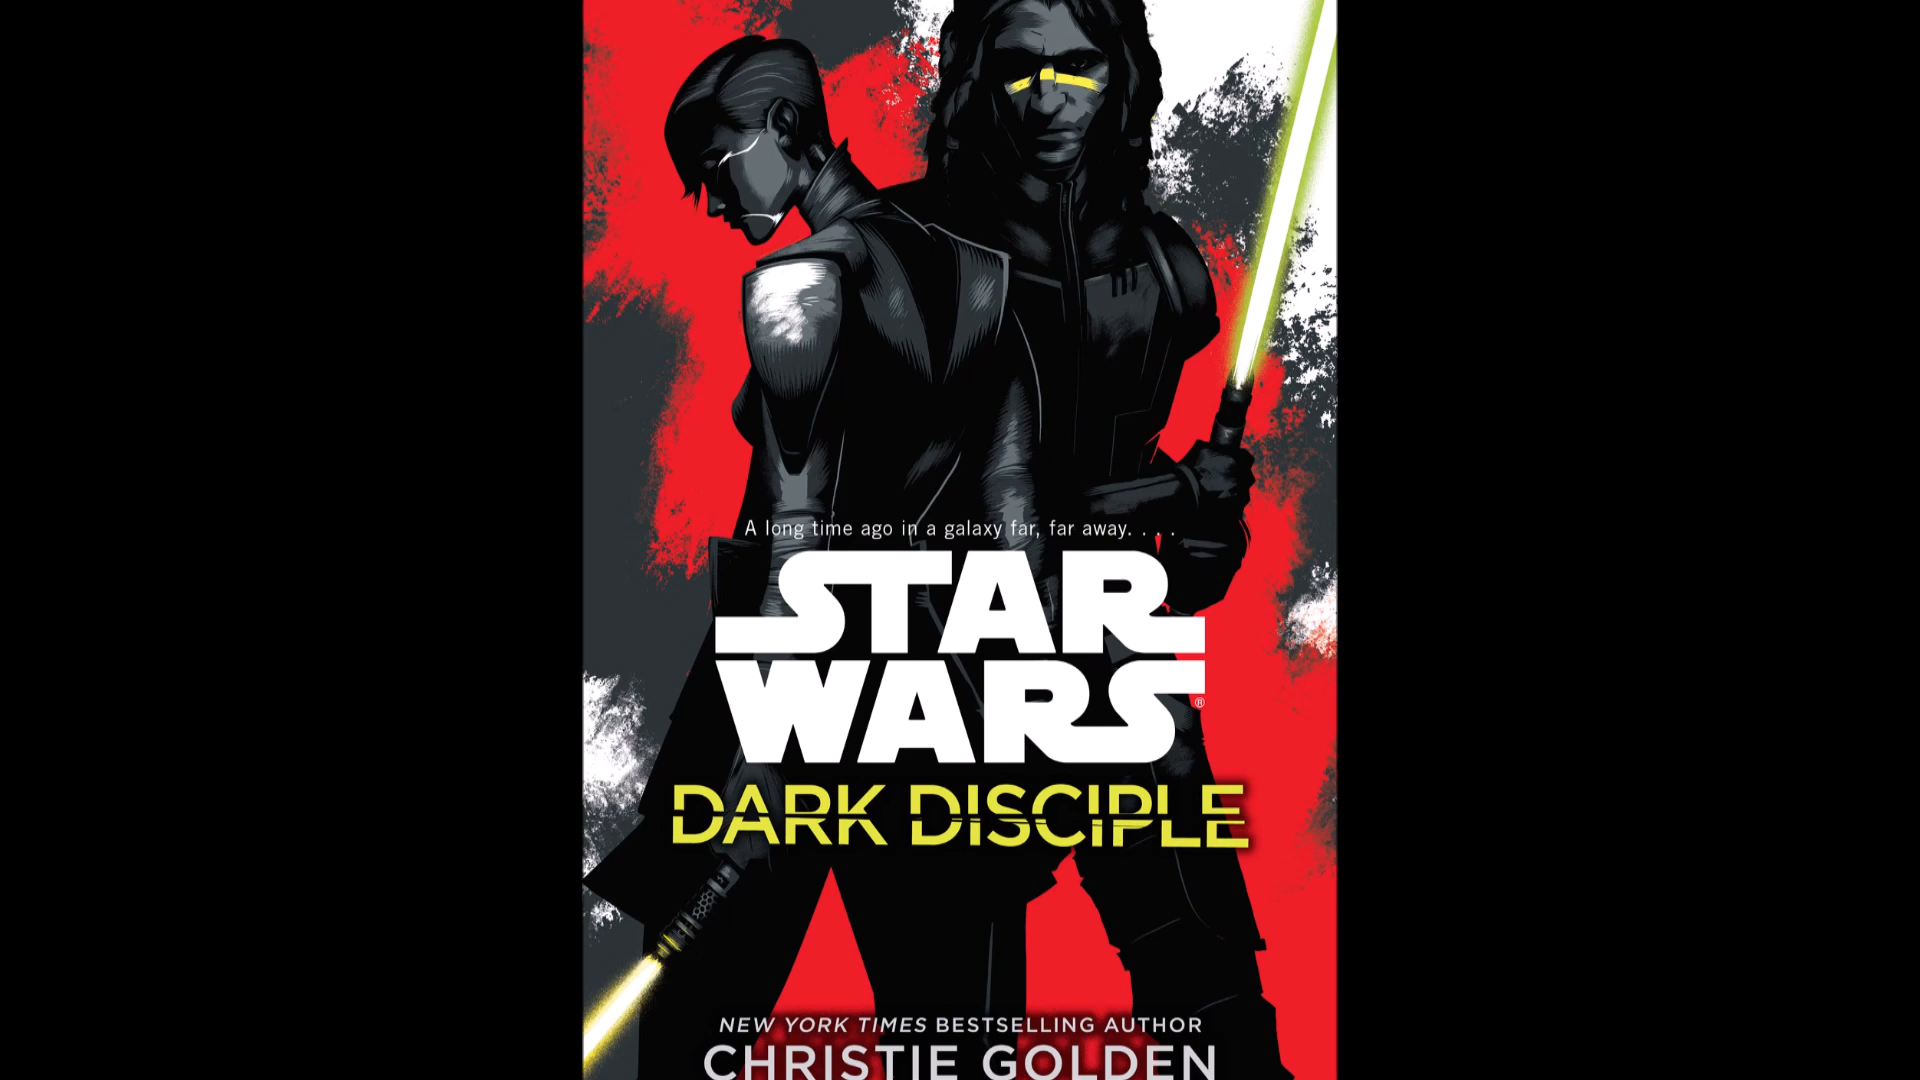 A long time ago in a galaxy far, far away. . . .
STAR
WARS®
DARK DISCIPLE
NEW YORK TIMES BESTSELLING AUTHOR
CHRISTIE GOLDEN